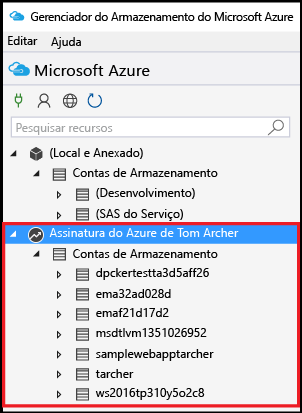 Gerenciador do Armazenamento do Microsoft Azure
Editar Ajuda
Microsoft Azure
Pesquisar recursos
(Local e Anexado)
Contas de Armazenamento
(Desenvolvimento)
(SAS do Serviço)
Assinatura do Azure de Tom Archer
Contas de Armazenamento
dpckertestta3d5aff26
ema32ad028d
emaf21d17d2
msdtlvm1351026952
samplewebapptarcher
tarcher
ws2016tp310y5o2c8